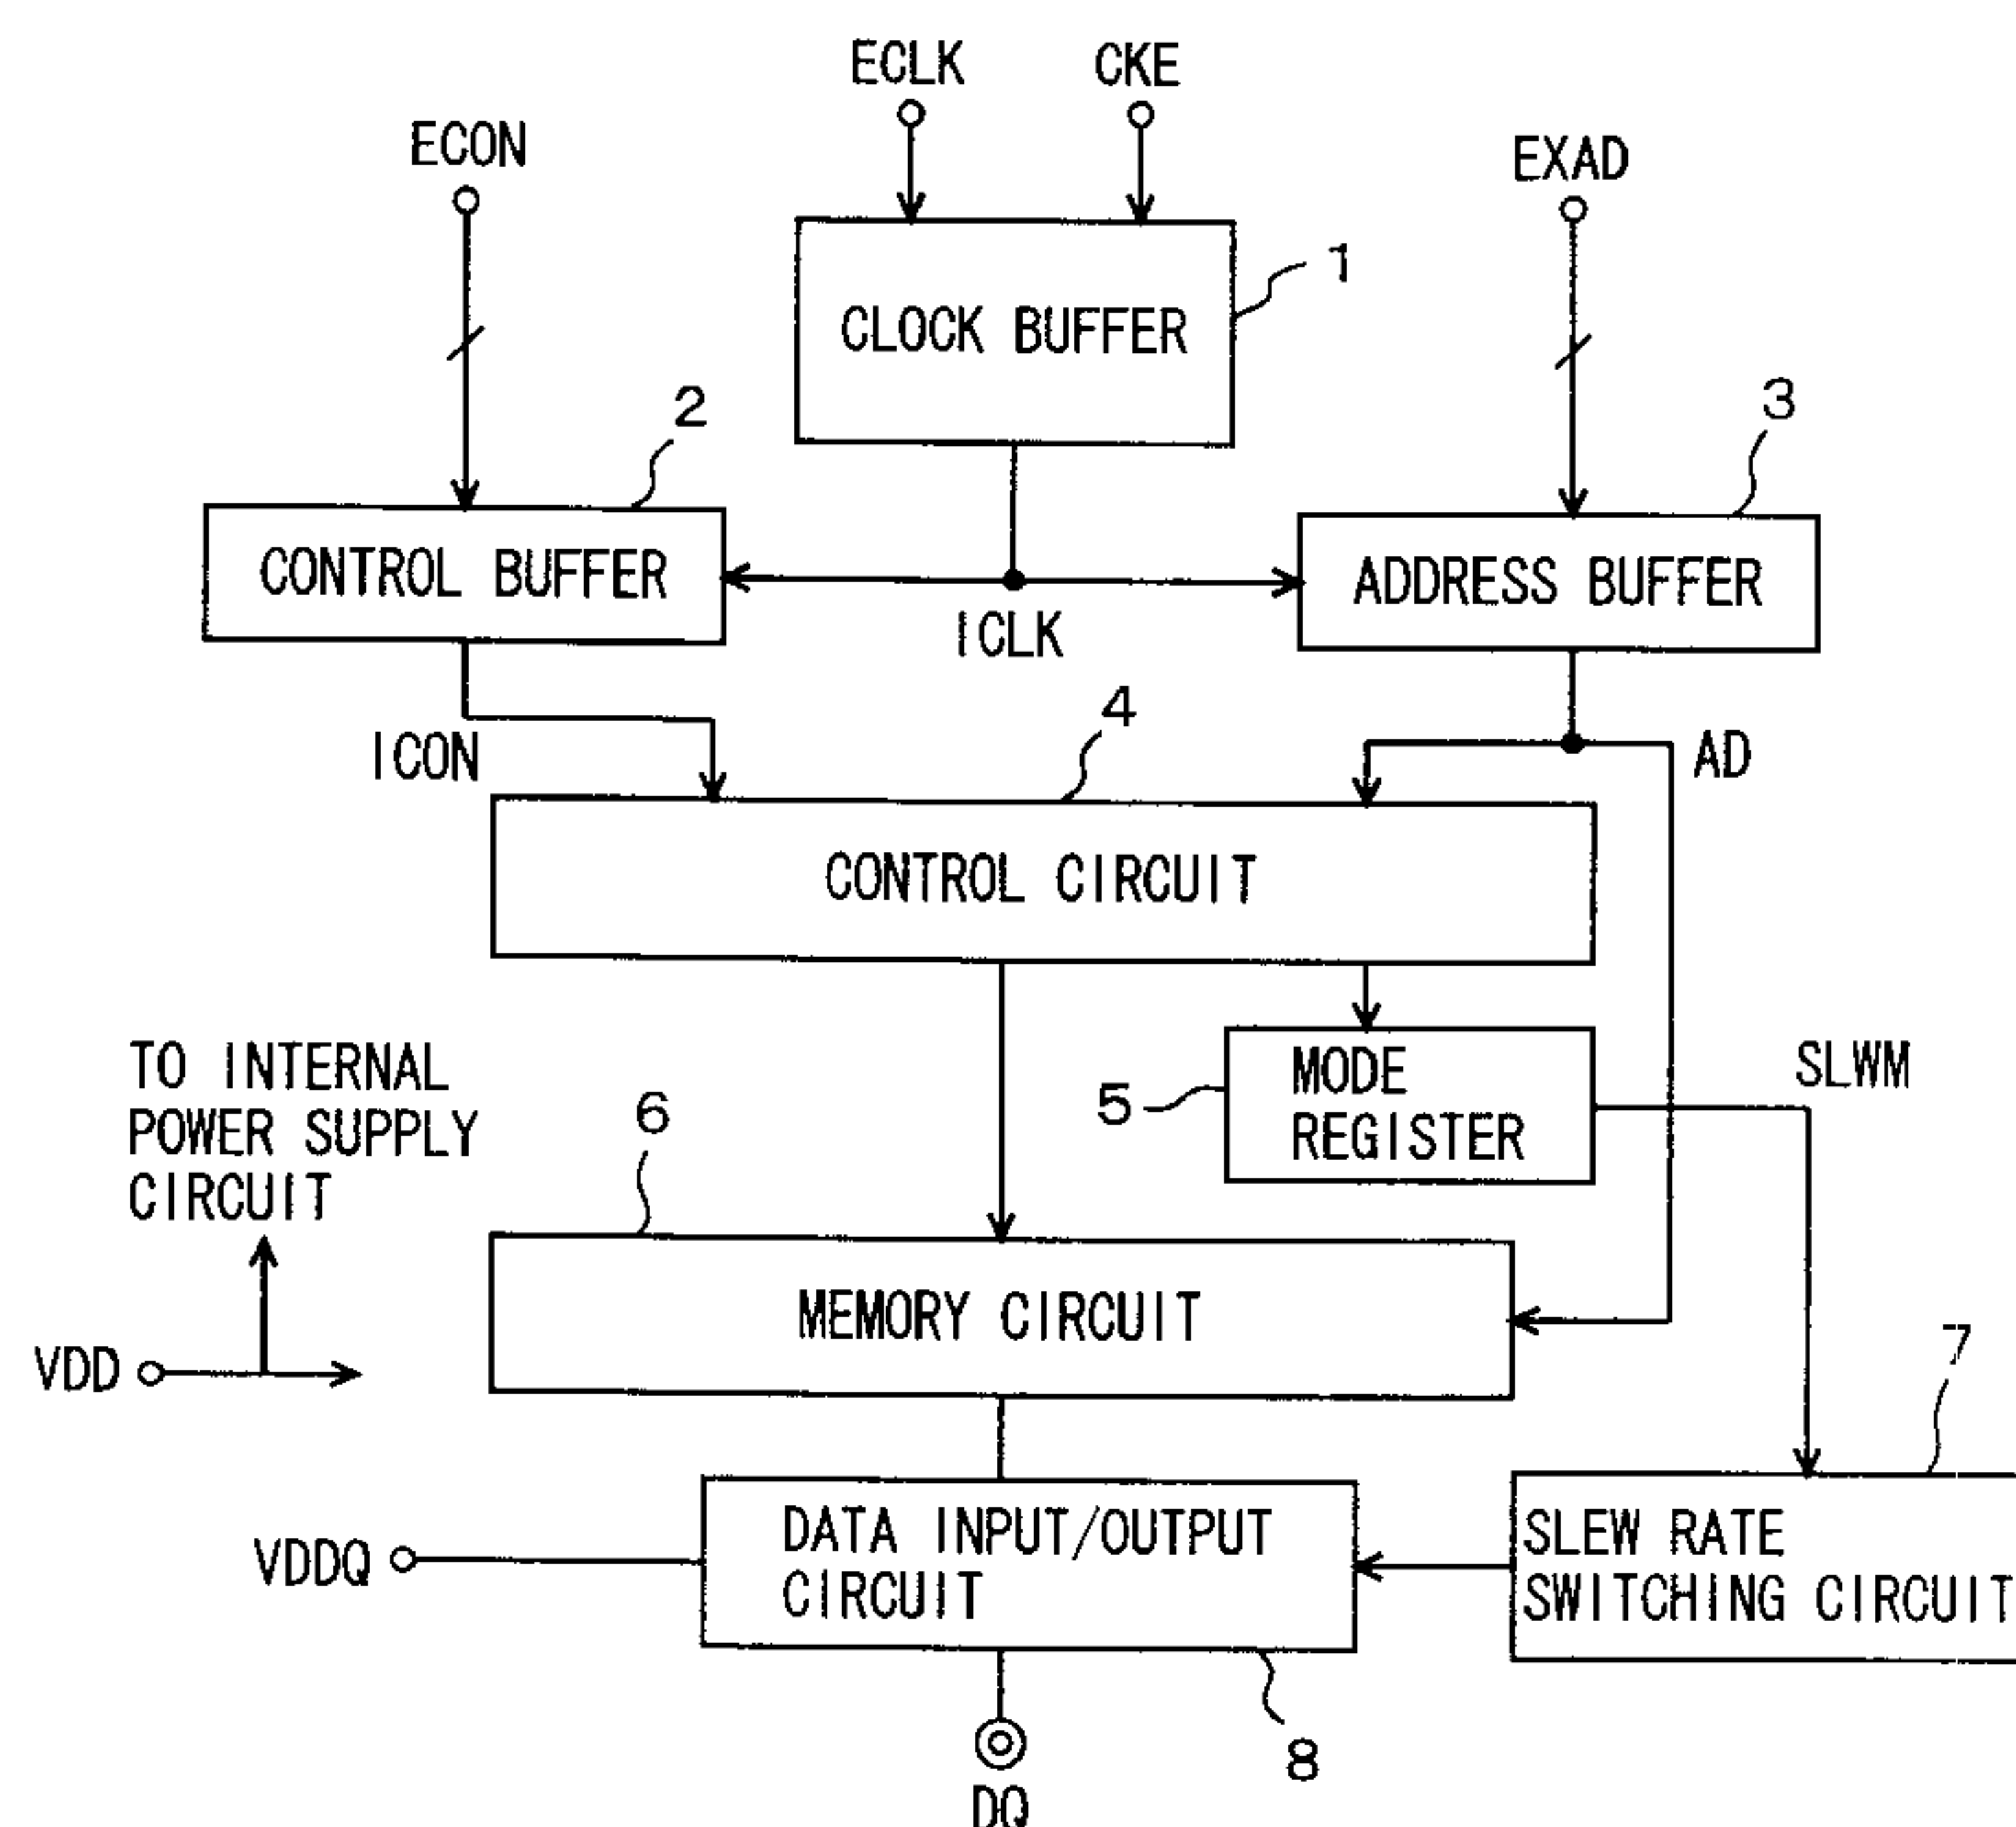 ECLK
CKE
ECON
EXAD
1
CLOCK BUFFER
2
3
CONTROL BUFFER
ADDRESS BUFFER
ICLK
4
ICON
AD
CONTROL CIRCUIT
TO INTERNAL
POWER SUPPLY
CIRCUIT
5
MODE
REGISTER
SLWM
6
MEMORY CIRCUIT
VDD
7
VDDQ
DATA INPUT/OUTPUT
CIRCUIT
SLEW RATE
SWITCHING CIRCUIT
8
DQ